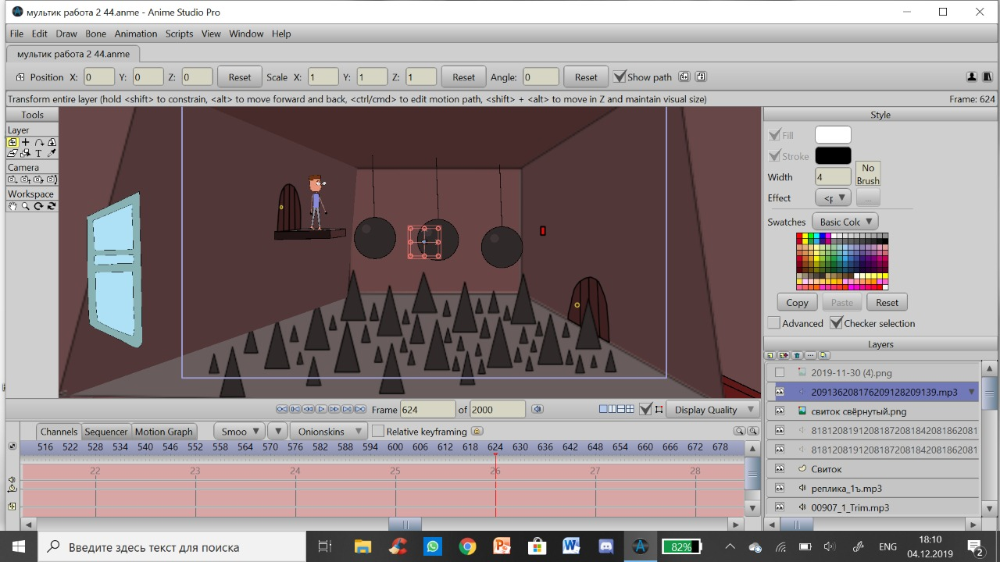 мультик работа 2 44.anme - Anime Studio Pro
File Edit Draw Bone Animation Scripts View Window Help
мультик работа 2 44.anme
Position X: 0 Y: 0 Z: 0 Reset Scale X: 1 Y: 1 Z: 1 Reset Angle: 0 Reset Show path
Transform entire layer (hold <shift> to constrain, <alt> to move forward and back, <ctrl/cmd> to edit motion path, <shift> + <alt> to move in Z and maintain visual size) Frame: 624
Tools
Layer
T
Camera
Workspace
Style
Fill
Stroke
Width 4 No Brush
Effect <p ...
Swatches Basic Colo
Copy Paste Reset
Advanced Checker selection
Layers
2019-11-30 (4).png
209136208176209128209139.mp3
свиток свёрнутый.png
81812081912081872081842081862081
81812081912081872081842081862081
Свиток
реплика_1ъ.mp3
00907_1_Trim.mp3
Frame 624 of 2000 Display Quality
Channels Sequencer Motion Graph Smoo Onionskins Relative keyframing
516 522 528 534 540 546 552 558 564 570 576 582 588 594 600 606 612 618 624 630 636 642 648 654 660 666 672 678
22 23 24 25 26 27 28
Введите здесь текст для поиска
82%
ENG
18:10
04.12.2019
2